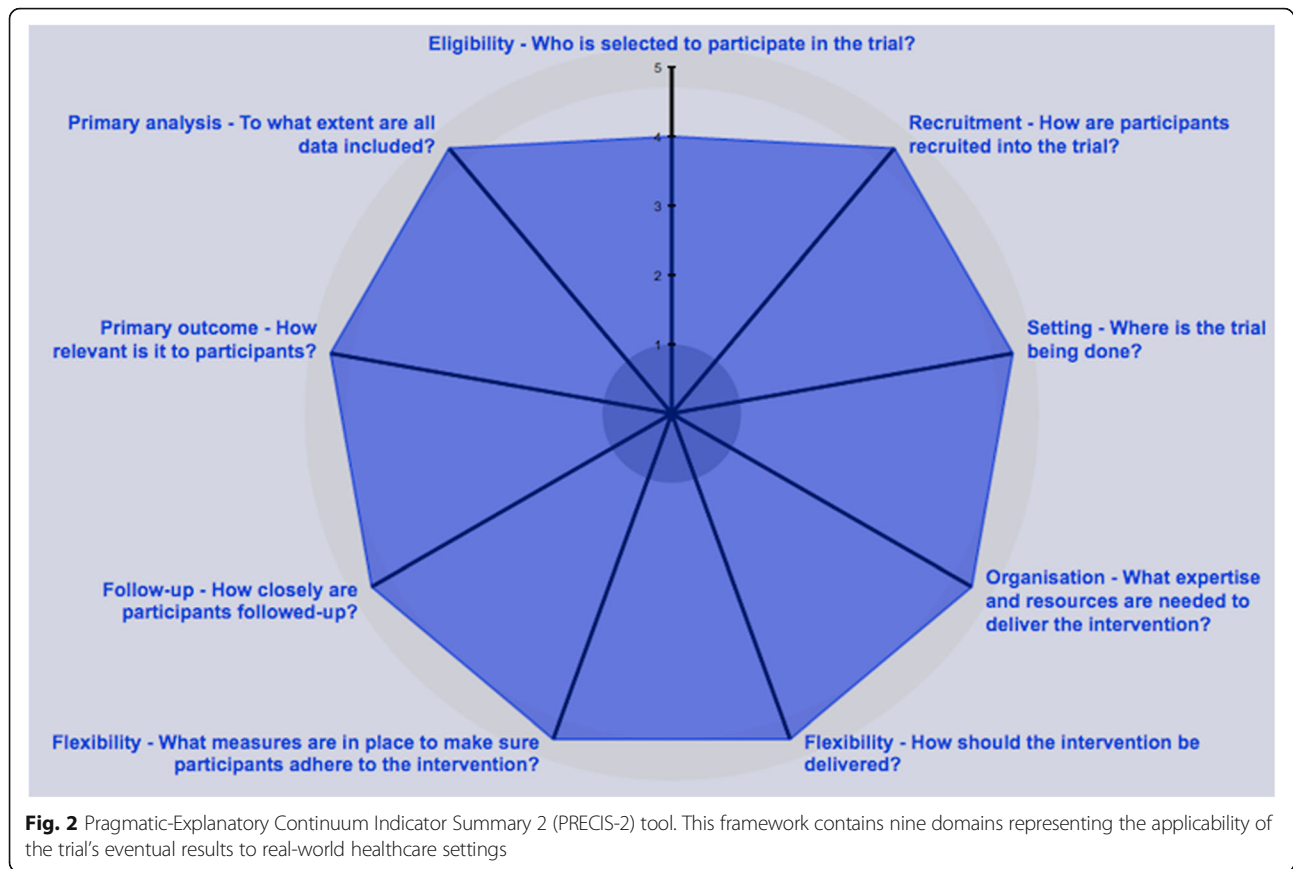 Eligibility - Who is selected to participate in the trial?
5
4
3
2
1
Primary analysis - To what extent are all
data included?
Recruitment - How are participants
recruited into the trial?
Primary outcome - How
relevant is it to participants?
Setting - Where is the trial
being done?
Follow-up - How closely are
participants followed-up?
Organisation - What expertise
and resources are needed to
deliver the intervention?
Flexibility - What measures are in place to make sure
participants adhere to the intervention?
Flexibility - How should the intervention be
delivered?
Fig. 2 Pragmatic-Explanatory Continuum Indicator Summary 2 (PRECIS-2) tool. This framework contains nine domains representing the applicability of
the trial's eventual results to real-world healthcare settings